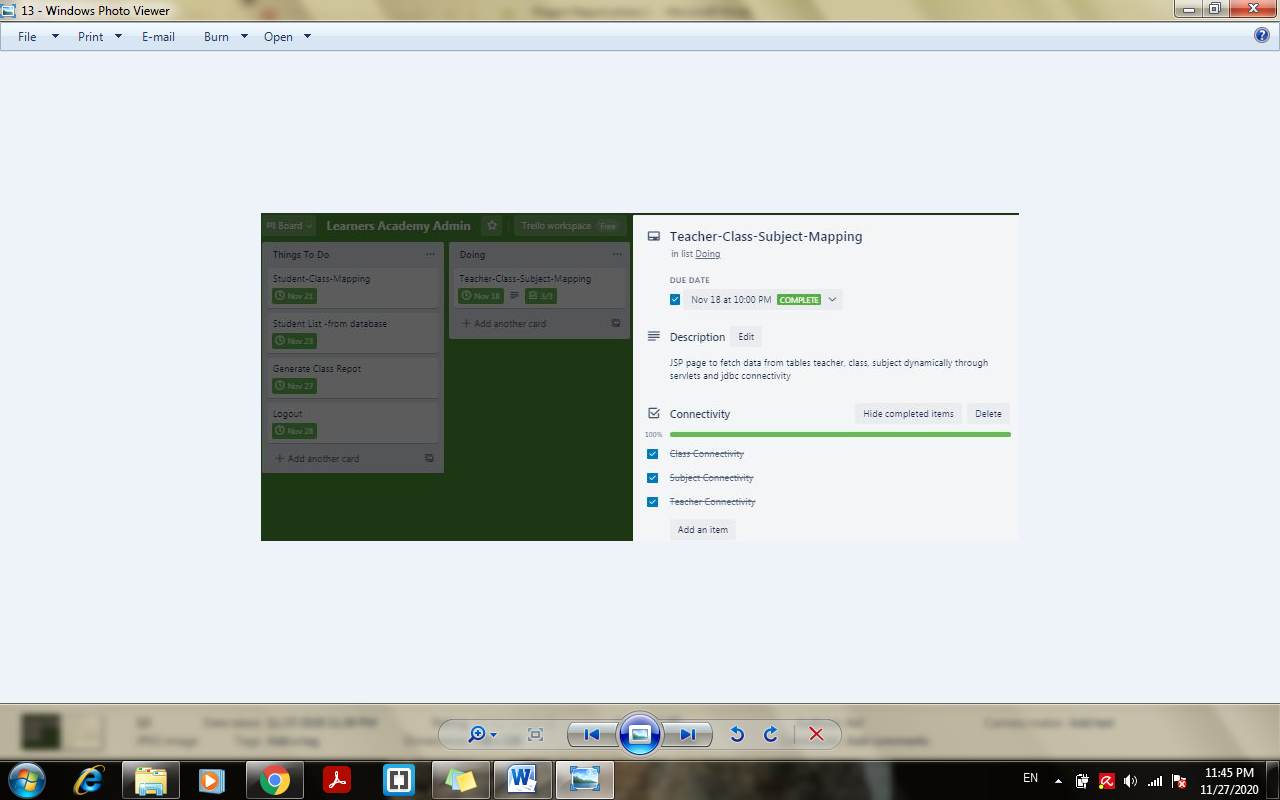 13 - Windows Photo Viewer
File Print E-mail Burn Open
Board Learners Academy Admin Trello workspace Free
Things To Do
Student-Class-Mapping
Nov 21
Student List -from database
Nov 23
Generate Class Repot
Nov 27
Logout
Nov 28
+ Add another card
Doing
Teacher-Class-Subject-Mapping
Nov 18 3/3
+ Add another card
Teacher-Class-Subject-Mapping
in list Doing
DUE DATE
Nov 18 at 10:00 PM COMPLETE
Description Edit
JSP page to fetch data from tables teacher, class, subject dynamically through
servlets and jdbc connectivity
Connectivity Hide completed items Delete
100%
Class Connectivity
Subject Connectivity
Teacher Connectivity
Add an item
EN
11:45 PM
11/27/2020